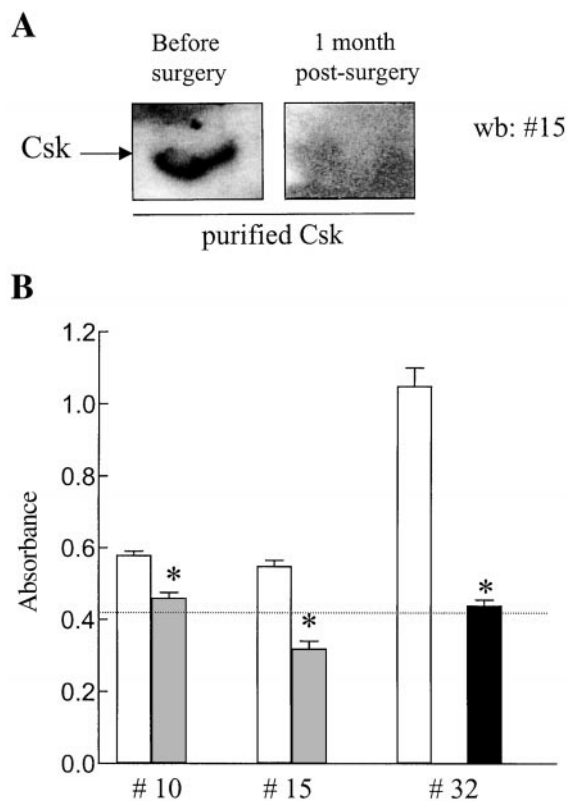 A
Before
surgery
1 month
post-surgery
Csk
wb: #15
purified Csk
B
Absorbance
1.2
1.0
0.8
0.6
0.4
0.2
0.0
*
*
*
# 10
# 15
# 32